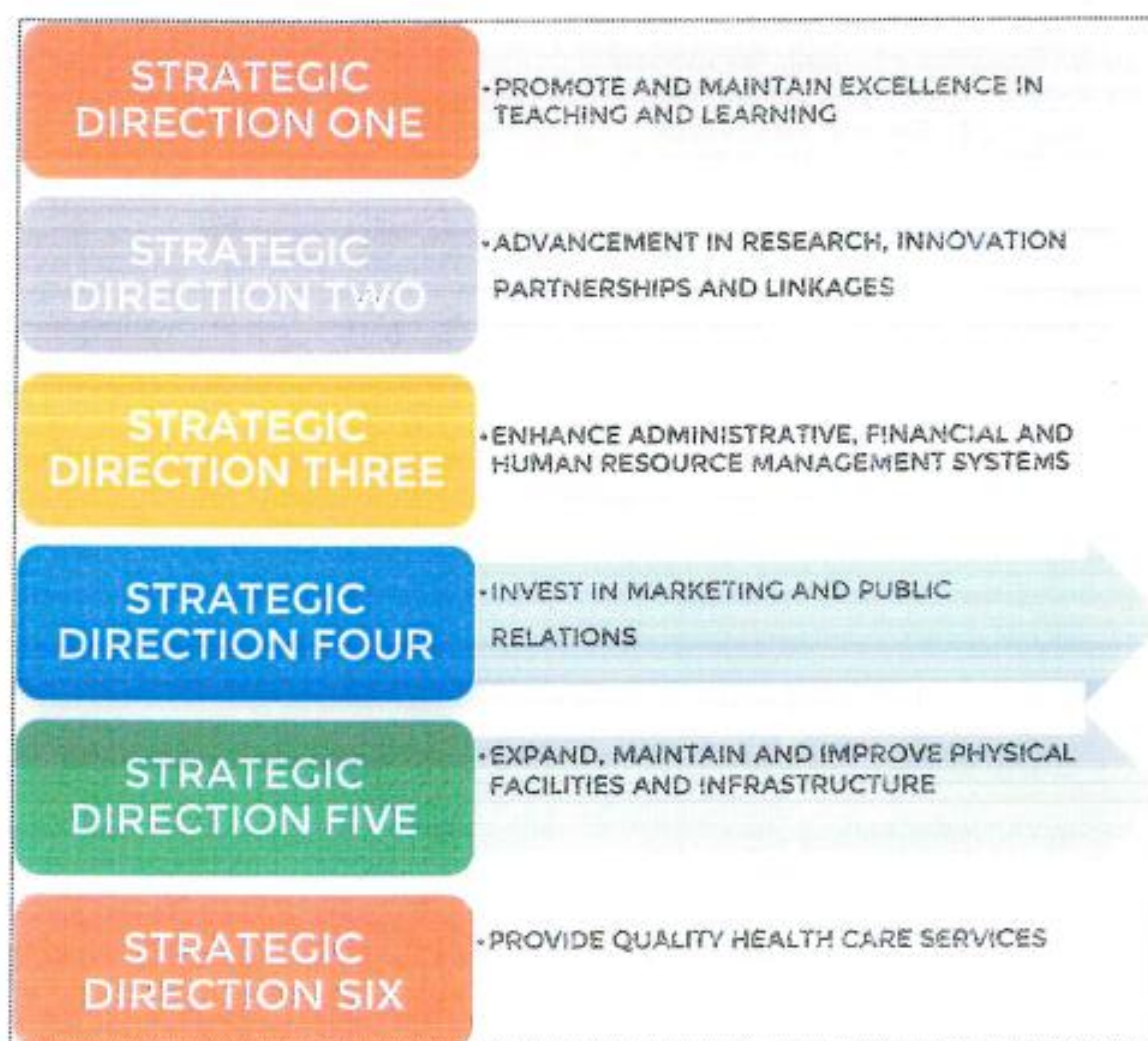 STRATEGIC
DIRECTION ONE
•PROMOTE AND MAINTAIN EXCELLENCE IN
TEACHING AND LEARNING
STRATEGIC
DIRECTION TWO
•ADVANCEMENT IN RESEARCH, INNOVATION
PARTNERSHIPS AND LINKAGES
STRATEGIC
DIRECTION THREE
•ENHANCE ADMINISTRATIVE, FINANCIAL AND
HUMAN RESOURCE MANAGEMENT SYSTEMS
STRATEGIC
DIRECTION FOUR
•INVEST IN MARKETING AND PUBLIC
RELATIONS
STRATEGIC
DIRECTION FIVE
•EXPAND, MAINTAIN AND IMPROVE PHYSICAL
FACILITIES AND INFRASTRUCTURE
STRATEGIC
DIRECTION SIX
•PROVIDE QUALITY HEALTH CARE SERVICES